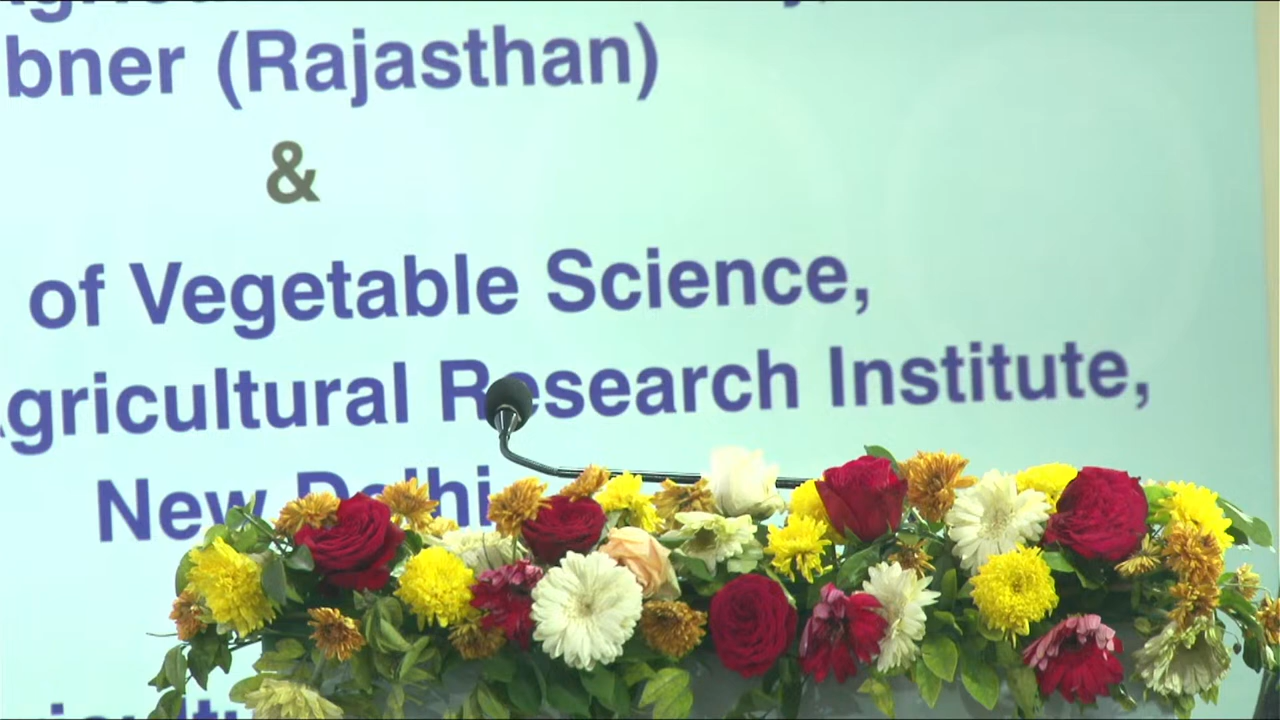 bner (Rajasthan)
&
of Vegetable Science,
gricultural Research Institute,
New Delhi